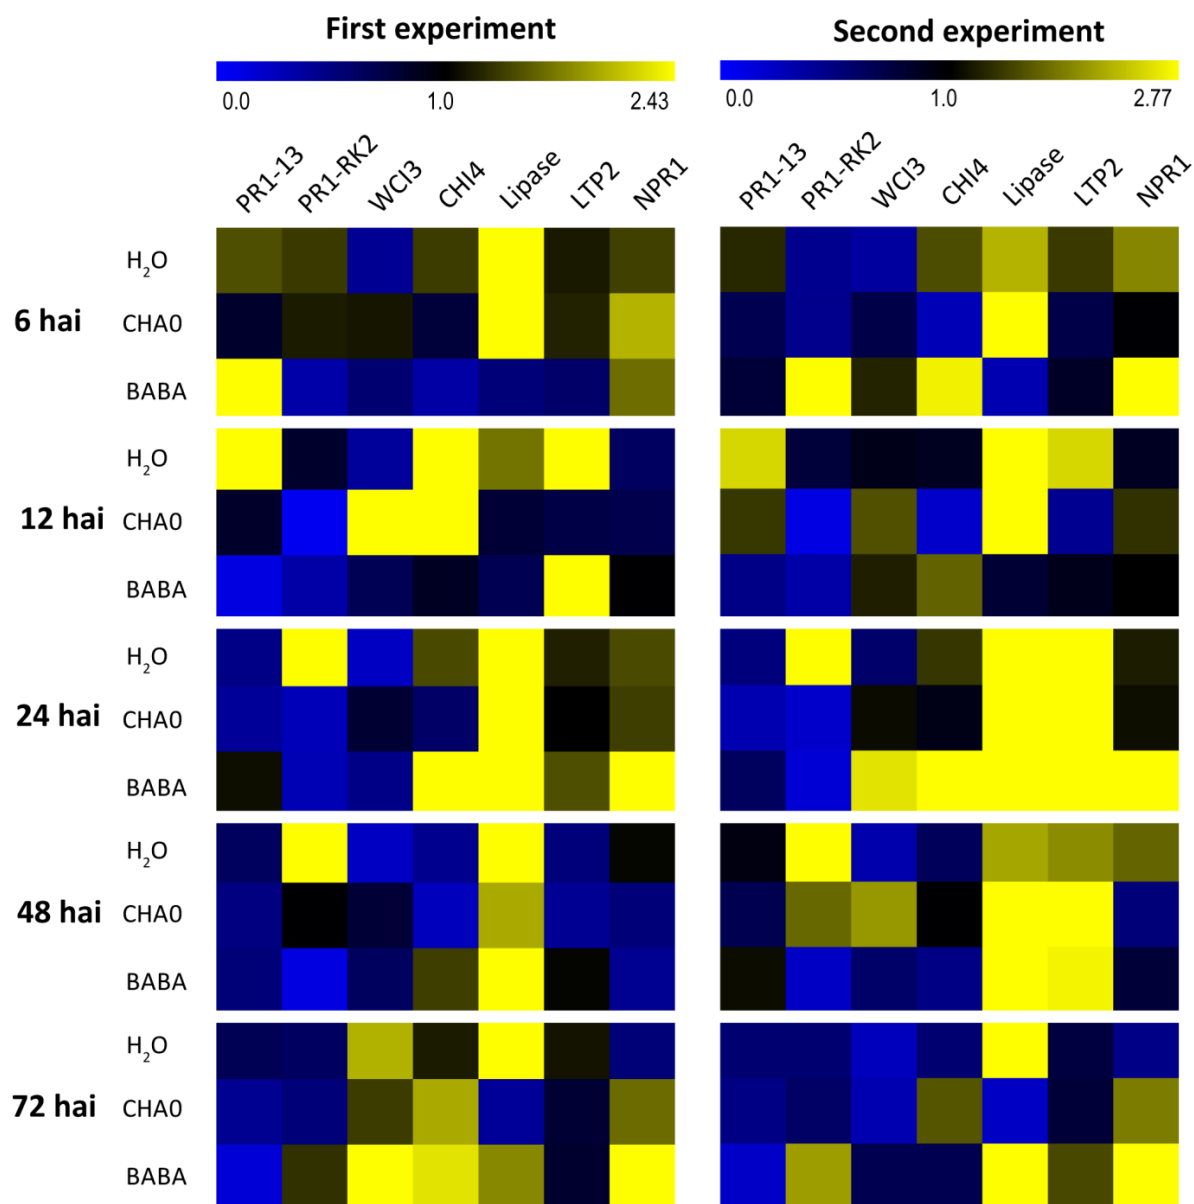 First experiment
Second experiment
0.0 1.0 2.43
0.0 1.0 2.77
PR1-13 PR1-RK2 WCI3 CHI4 Lipase LTP2 NPR1
PR1-13 PR1-RK2 WCI3 CHI4 Lipase LTP2 NPR1
H₂O
6 hai CHA0
BABA
H₂O
12 hai CHA0
BABA
H₂O
24 hai CHA0
BABA
H₂O
48 hai CHA0
BABA
H₂O
72 hai CHA0
BABA